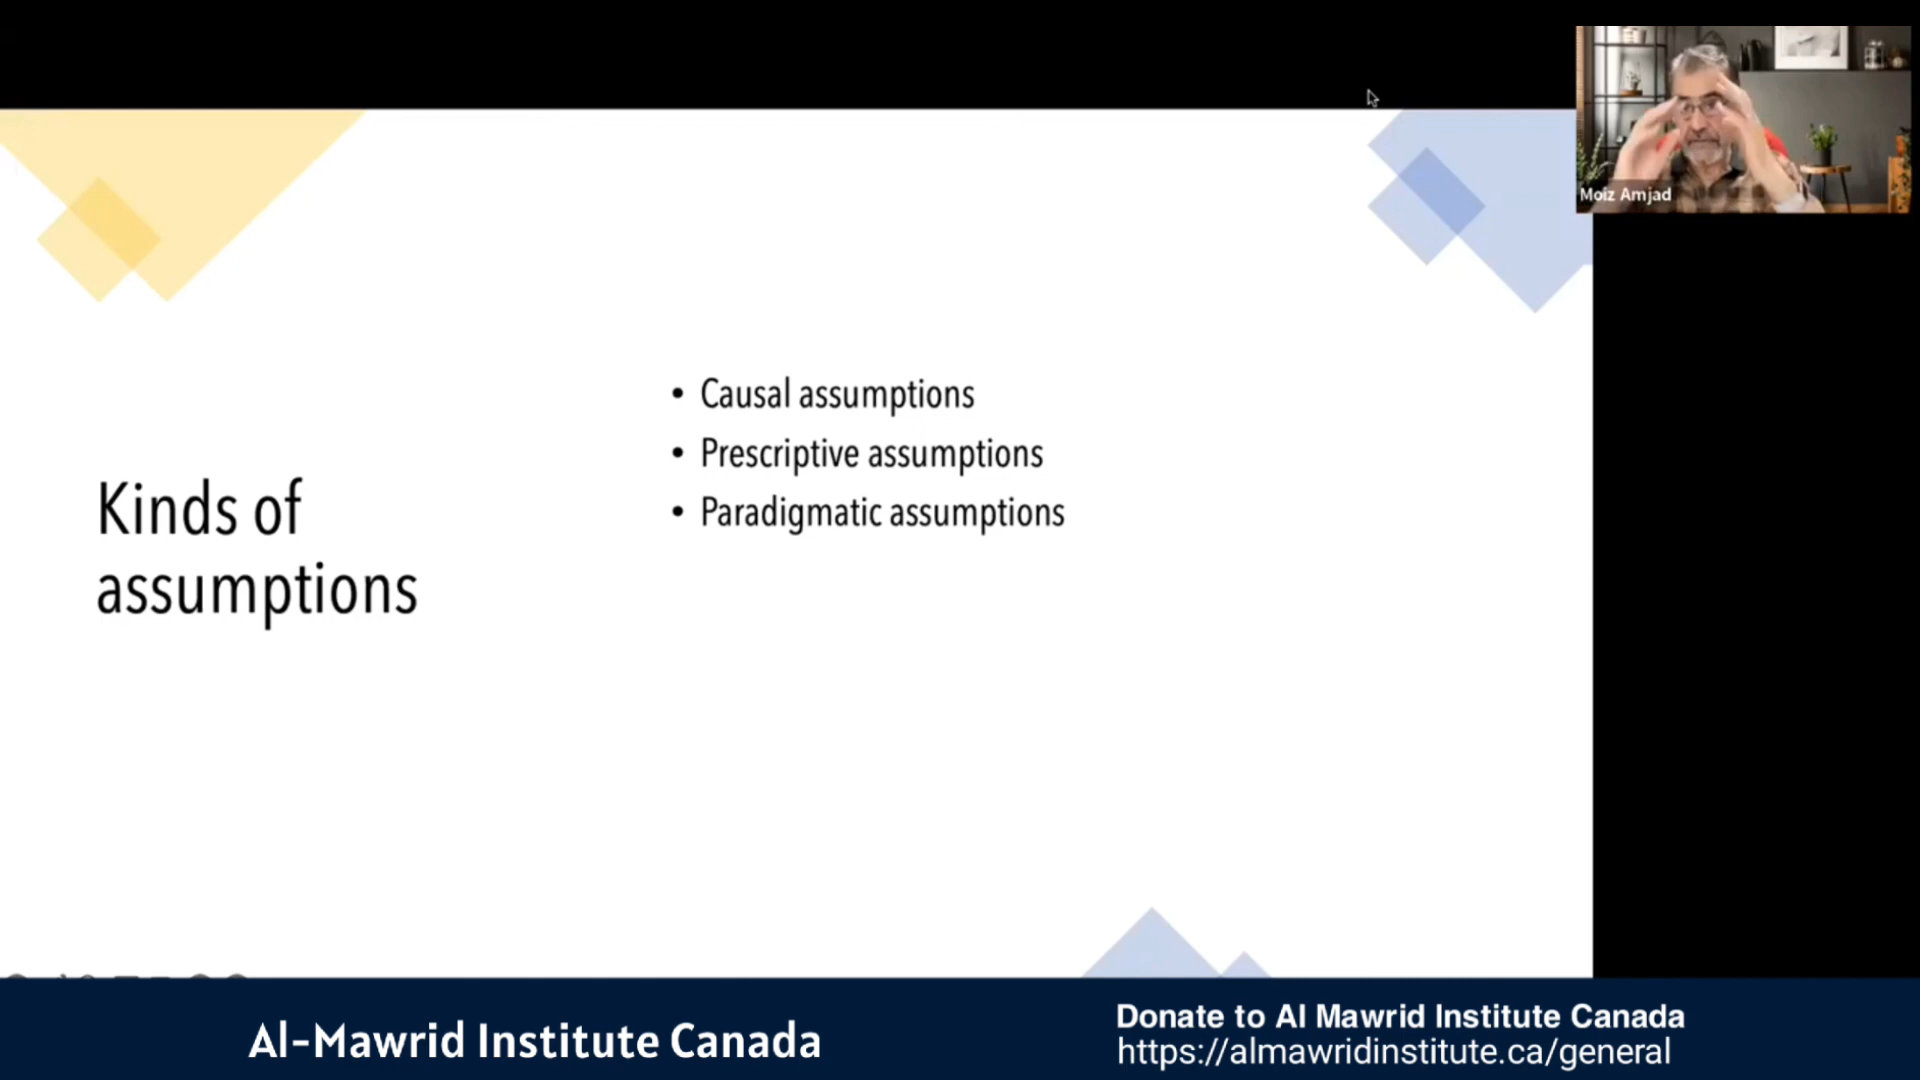 Moiz Amjad
Kinds of
assumptions
• Causal assumptions
• Prescriptive assumptions
• Paradigmatic assumptions
Al-Mawrid Institute Canada
Donate to Al Mawrid Institute Canada
https://almawridinstitute.ca/general